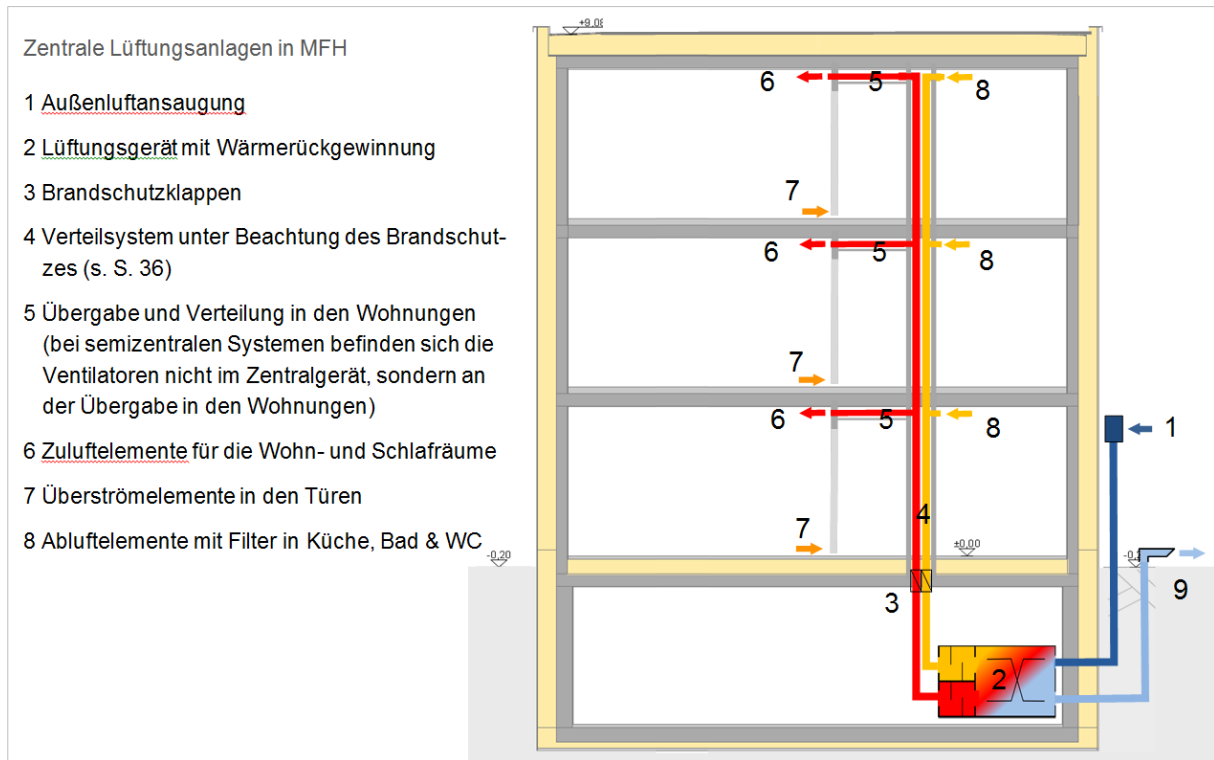 Zentrale Lüftungsanlagen in MFH
1 Außenluftansaugung
2 Lüftungsgerät mit Wärmerückgewinnung
3 Brandschutzklappen
4 Verteilsystem unter Beachtung des Brandschut-
zes (s. S. 36)
5 Übergabe und Verteilung in den Wohnungen
(bei semizentralen Systemen befinden sich die
Ventilatoren nicht im Zentralgerät, sondern an
der Übergabe in den Wohnungen)
6 Zuluftelemente für die Wohn- und Schlafräume
7 Überströmelemente in den Türen
8 Abluftelemente mit Filter in Küche, Bad & WC
+9.08
6 5 8
7
6 5 8
7
6 5 8
1
4
7
-0.20
±0.00
3
9
2